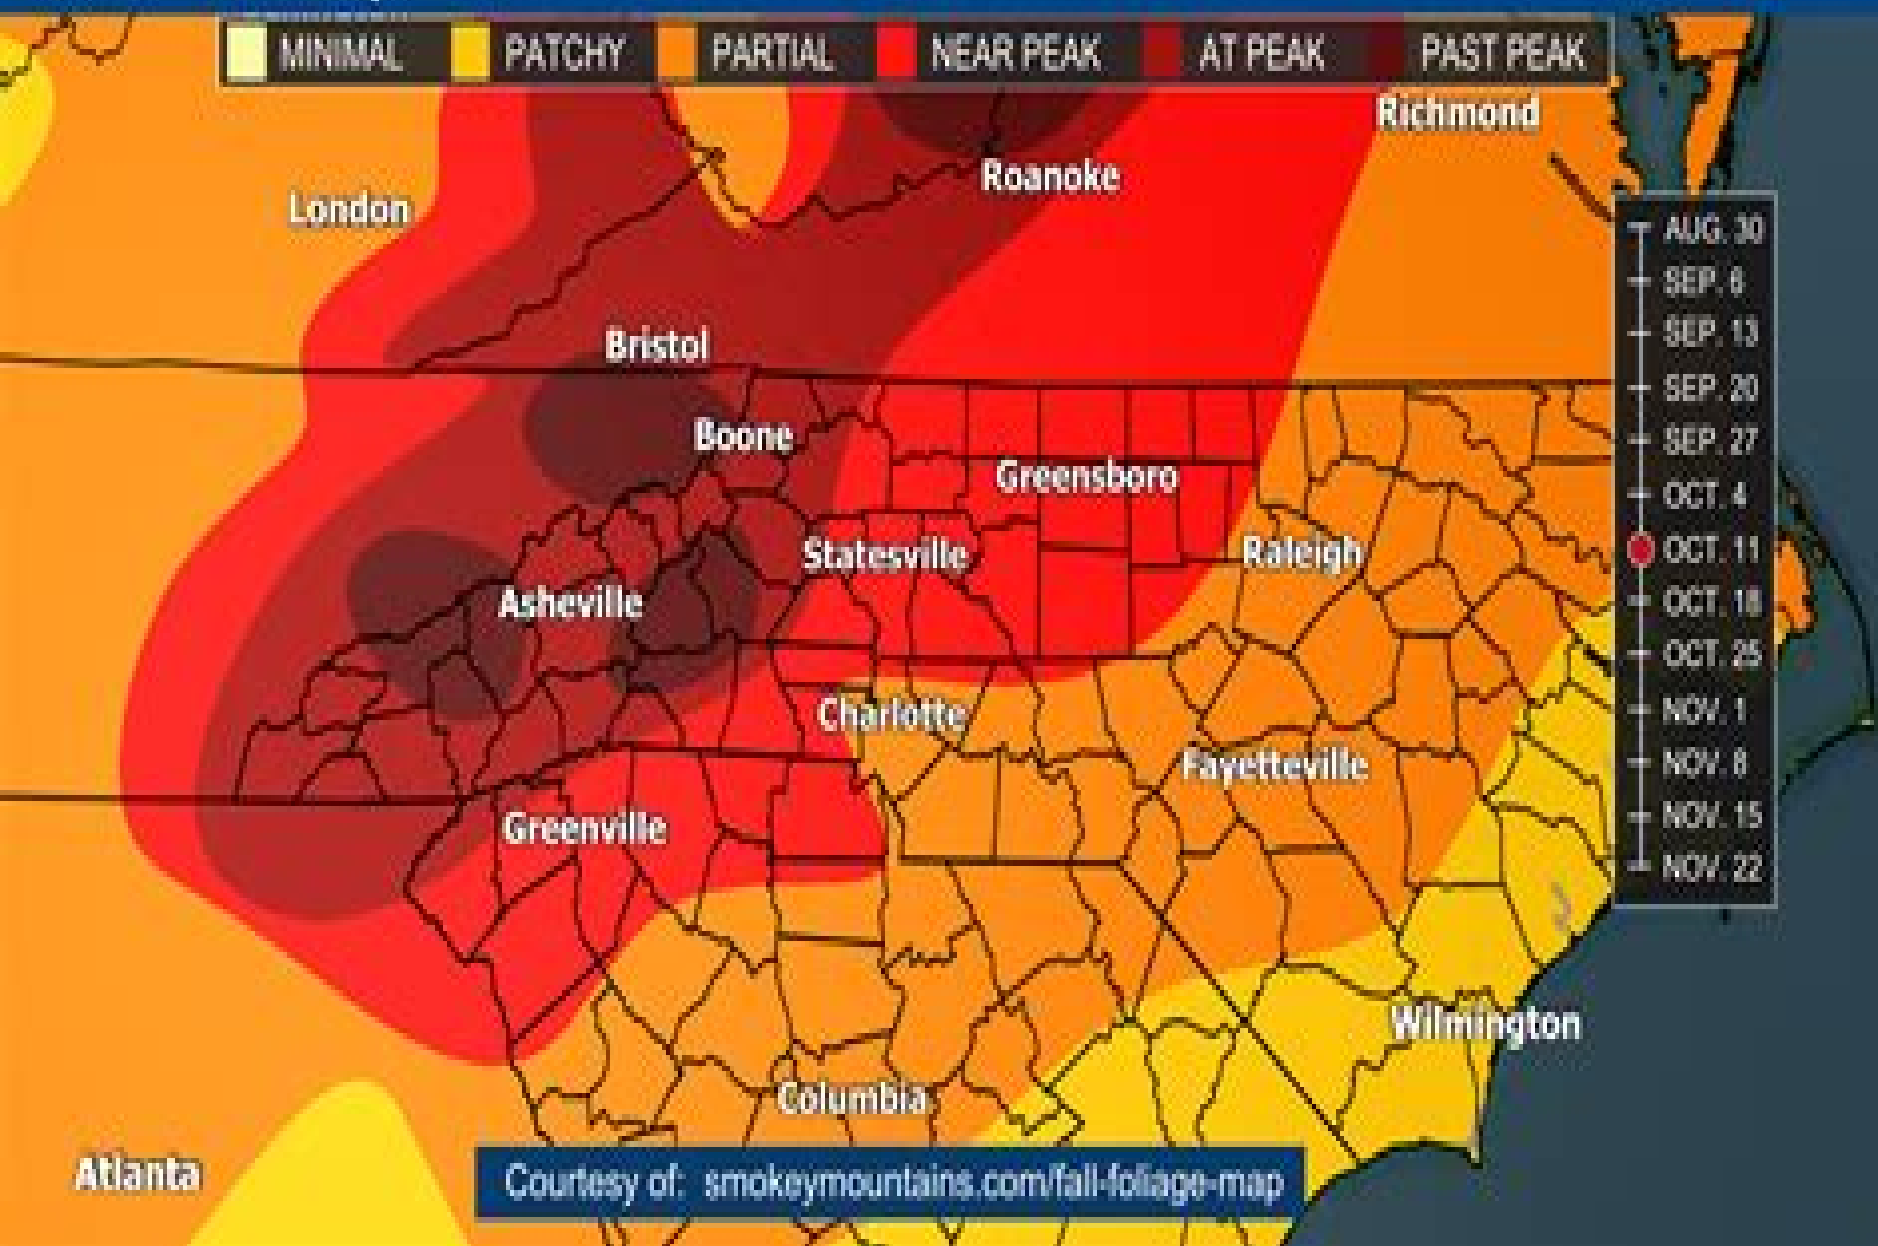 MINIMAL PATCHY PARTIAL NEAR PEAK AT PEAK PAST PEAK
Richmond
Roanoke
London
AUG. 30
SEP. 6
SEP. 13
Bristol
SEP. 20
Boone
SEP. 27
Greensboro
OCT. 4
Statesville
Raleigh
OCT. 11
Asheville
OCT. 18
OCT. 25
Charlotte
NOV. 1
Fayetteville
NOV. 8
Greenville
NOV. 15
NOV. 22
Wilmington
Columbia
Atlanta
Courtesy of: smokeymountains.com/fall-foliage-map